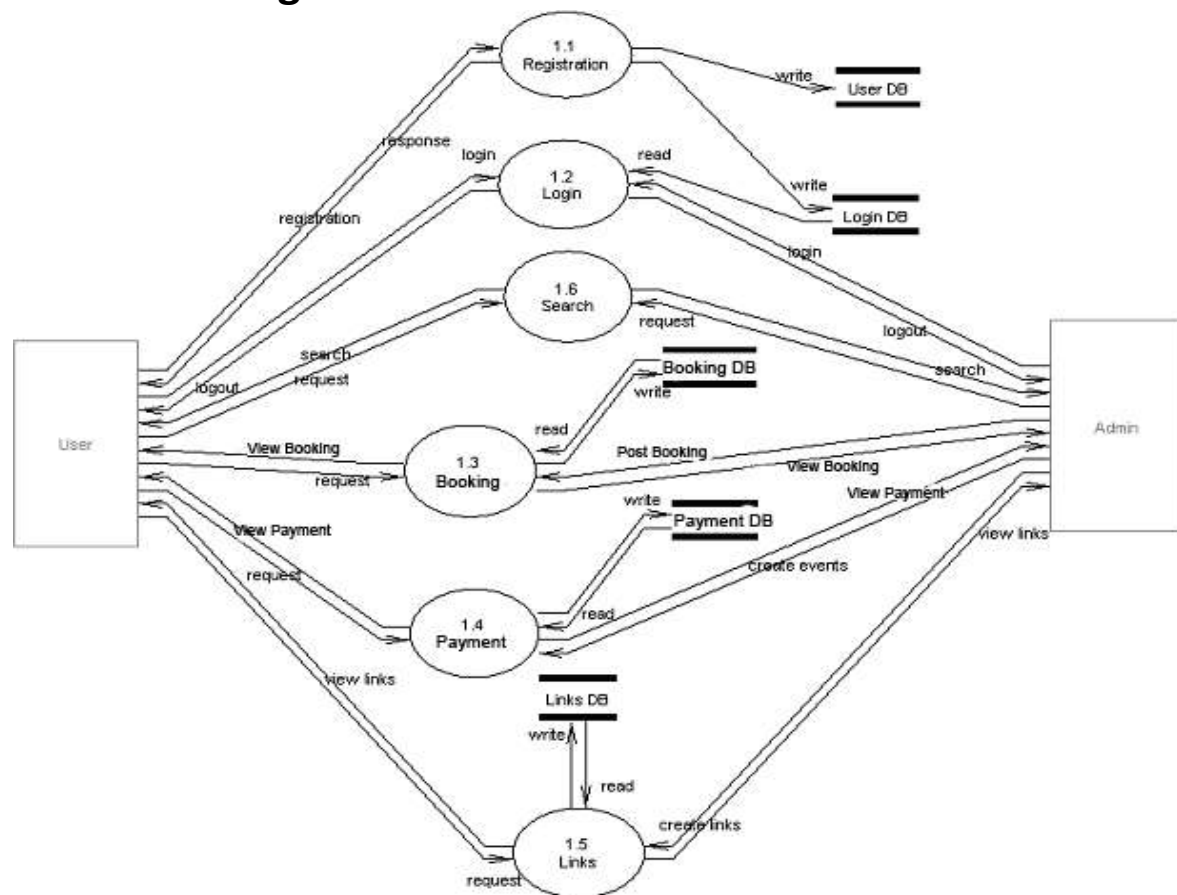 1.1
Registration
write
User DB
response
login
1.2
Login
read
write
Login DB
registration
login
1.6
Search
request
logout
search
request
logout
search
Booking DB
write
read
User
Admin
View Booking
request
1.3
Booking
Post Booking
View Booking
View Payment
write
Payment DB
View Payment
request
create events
view links
read
1.4
Payment
view links
Links DB
write
read
create links
1.5
Links
request